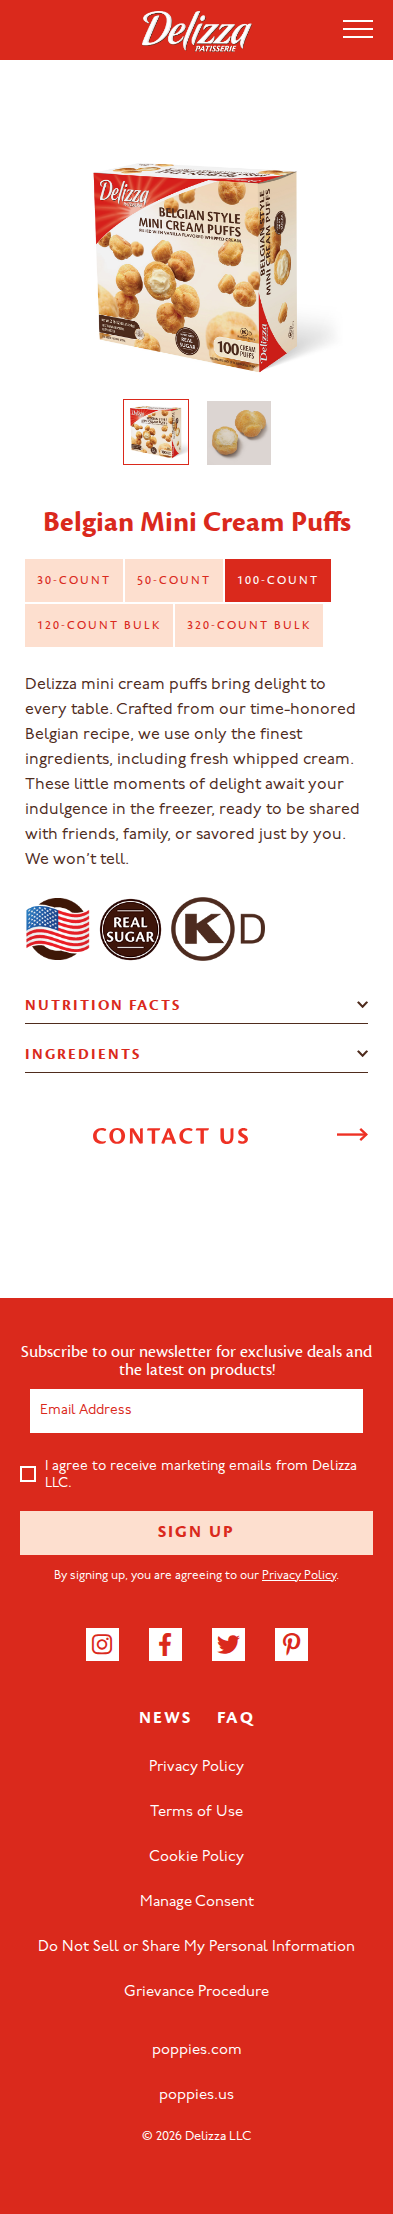 Delizza
PATISSERIE
Delizza
BELGIAN STYLE
MINI CREAM PUFFS
FILLED WITH VANILLA FLAVORED WHIPPED CREAM
BELGIAN STYLE
MINI CREAM PUFFS
REAL
SUGAR
100 CREAM
PUFFS
Delizza
Belgian Mini Cream Puffs
30-COUNT
50-COUNT
100-COUNT
120-COUNT BULK
320-COUNT BULK
Delizza mini cream puffs bring delight to
every table. Crafted from our time-honored
Belgian recipe, we use only the finest
ingredients, including fresh whipped cream.
These little moments of delight await your
indulgence in the freezer, ready to be shared
with friends, family, or savored just by you.
We won’t tell.
REAL
SUGAR
K D
NUTRITION FACTS
INGREDIENTS
CONTACT US
Subscribe to our newsletter for exclusive deals and
the latest on products!
Email Address
I agree to receive marketing emails from Delizza
LLC.
SIGN UP
By signing up, you are agreeing to our Privacy Policy.
NEWS
FAQ
Privacy Policy
Terms of Use
Cookie Policy
Manage Consent
Do Not Sell or Share My Personal Information
Grievance Procedure
poppies.com
poppies.us
© 2026 Delizza LLC